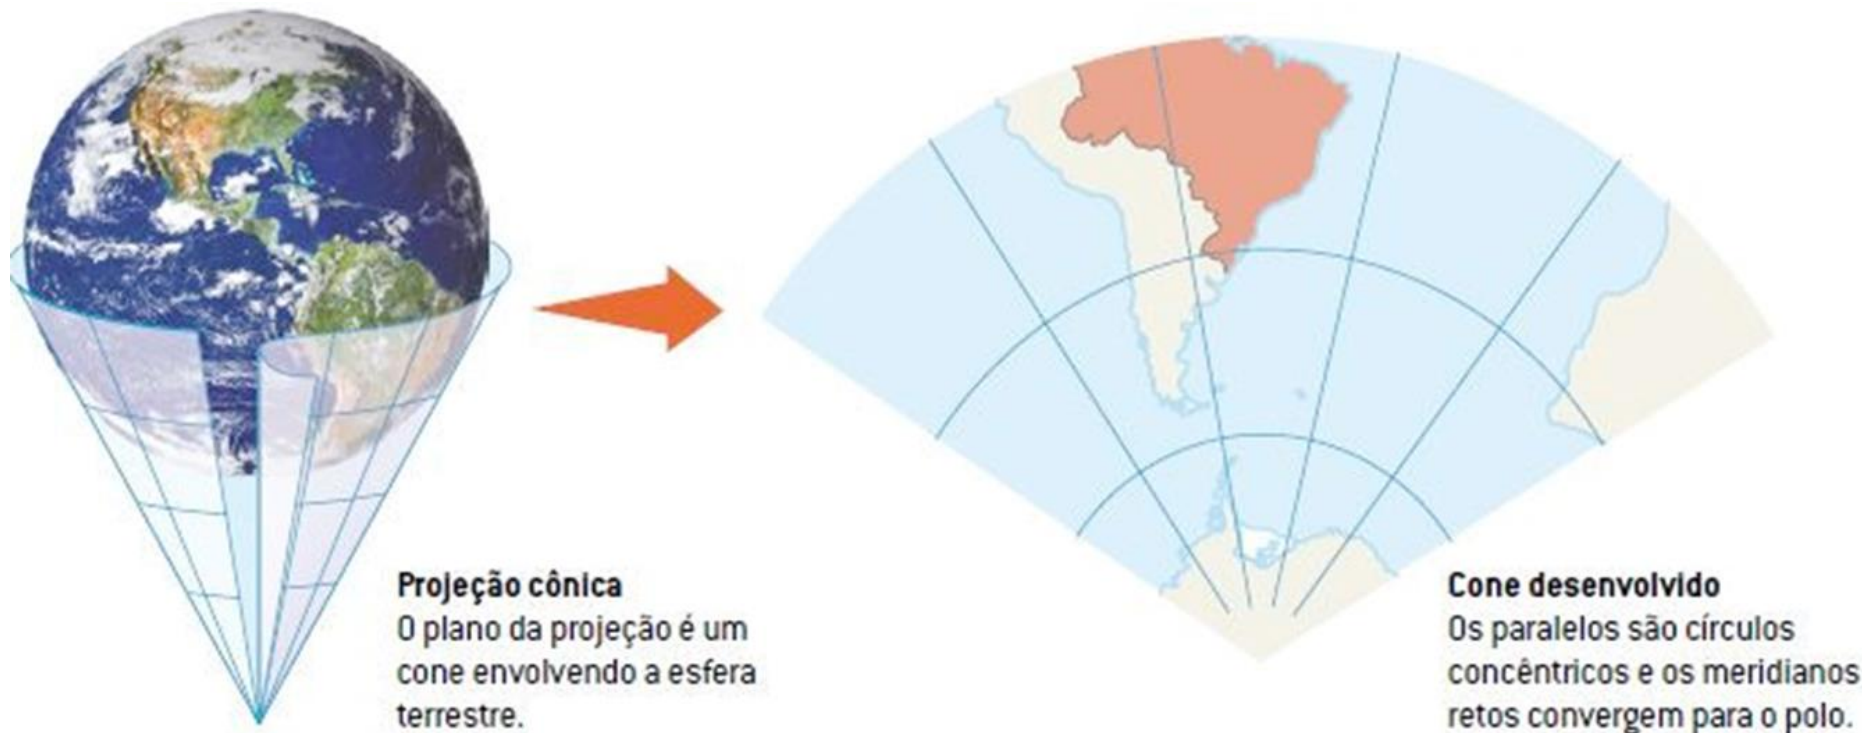 Projeção cônica
O plano da projeção é um
cone envolvendo a esfera
terrestre.
Cone desenvolvido
Os paralelos são círculos
concêntricos e os meridianos
retos convergem para o polo.